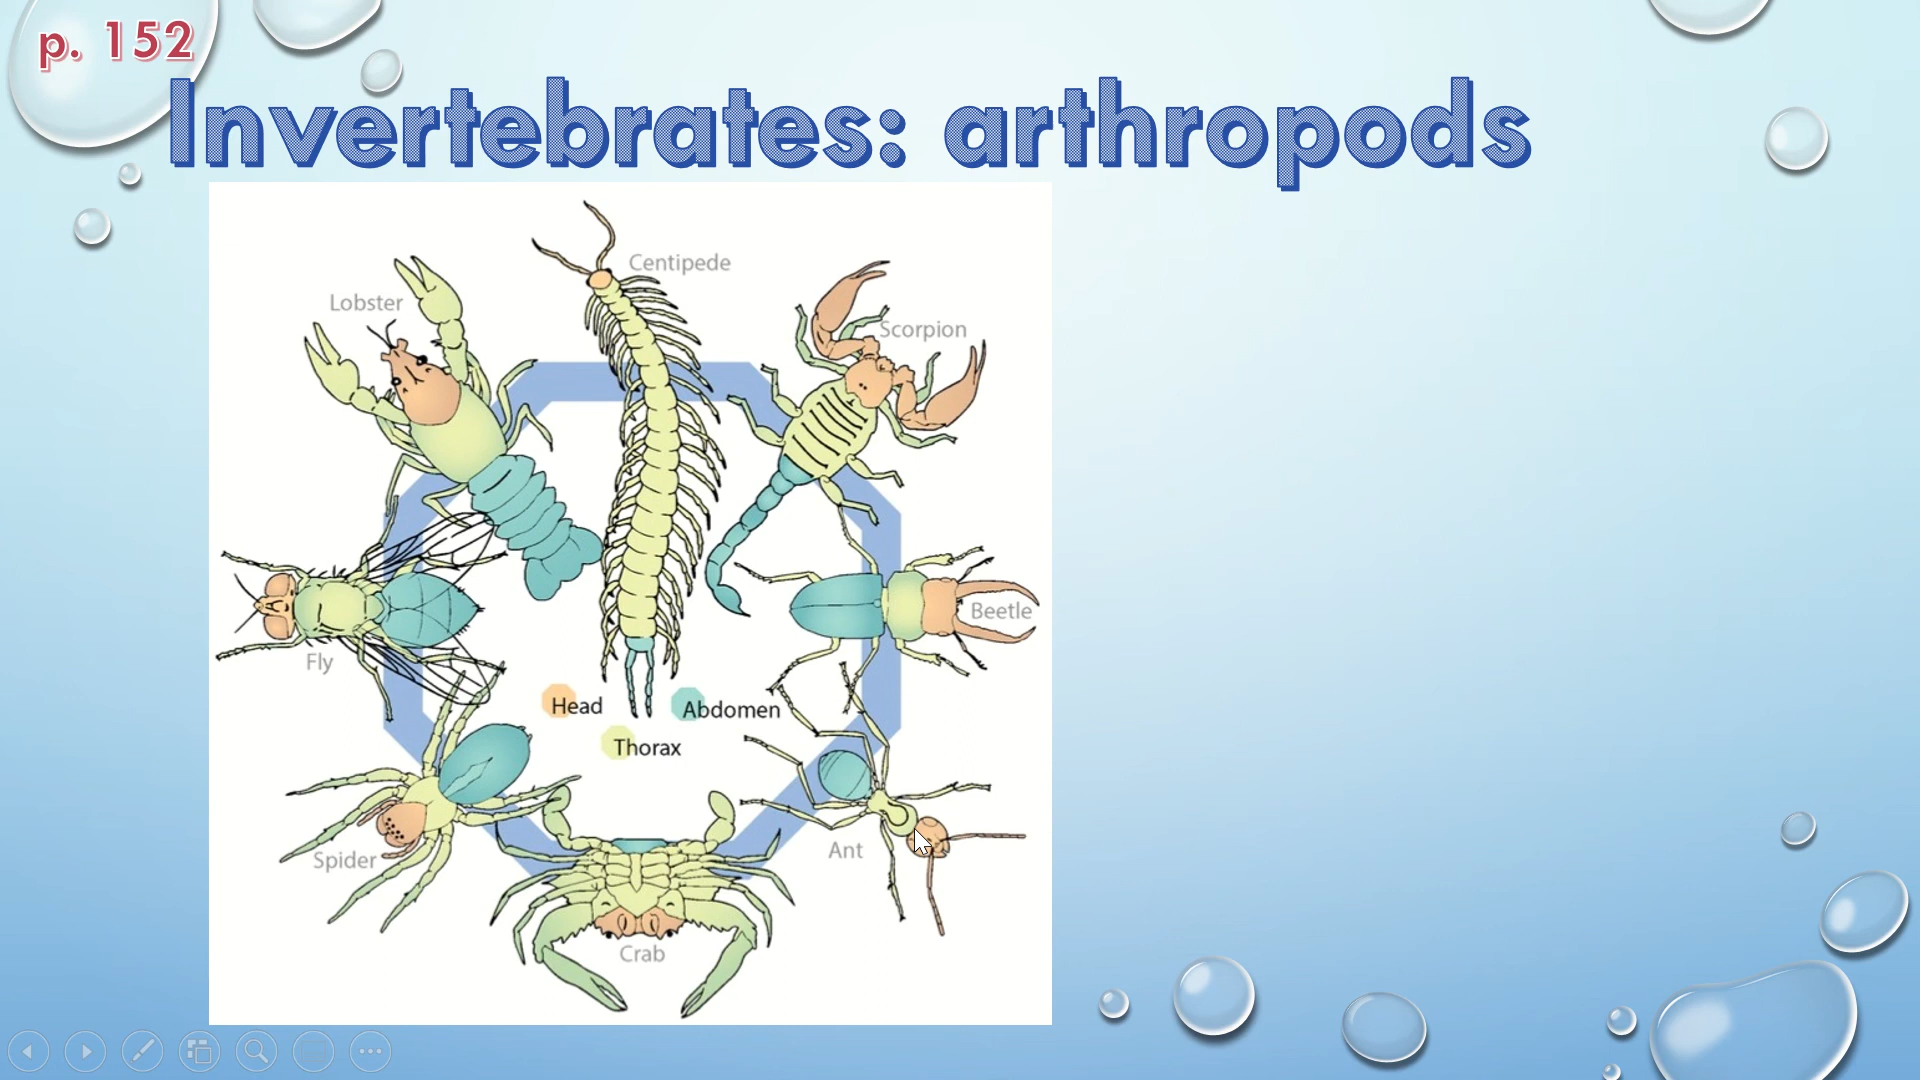 p. 152
Invertebrates: arthropods
Centipede
Lobster
Scorpion
Beetle
Fly
Head
Abdomen
Thorax
Spider
Ant
Crab